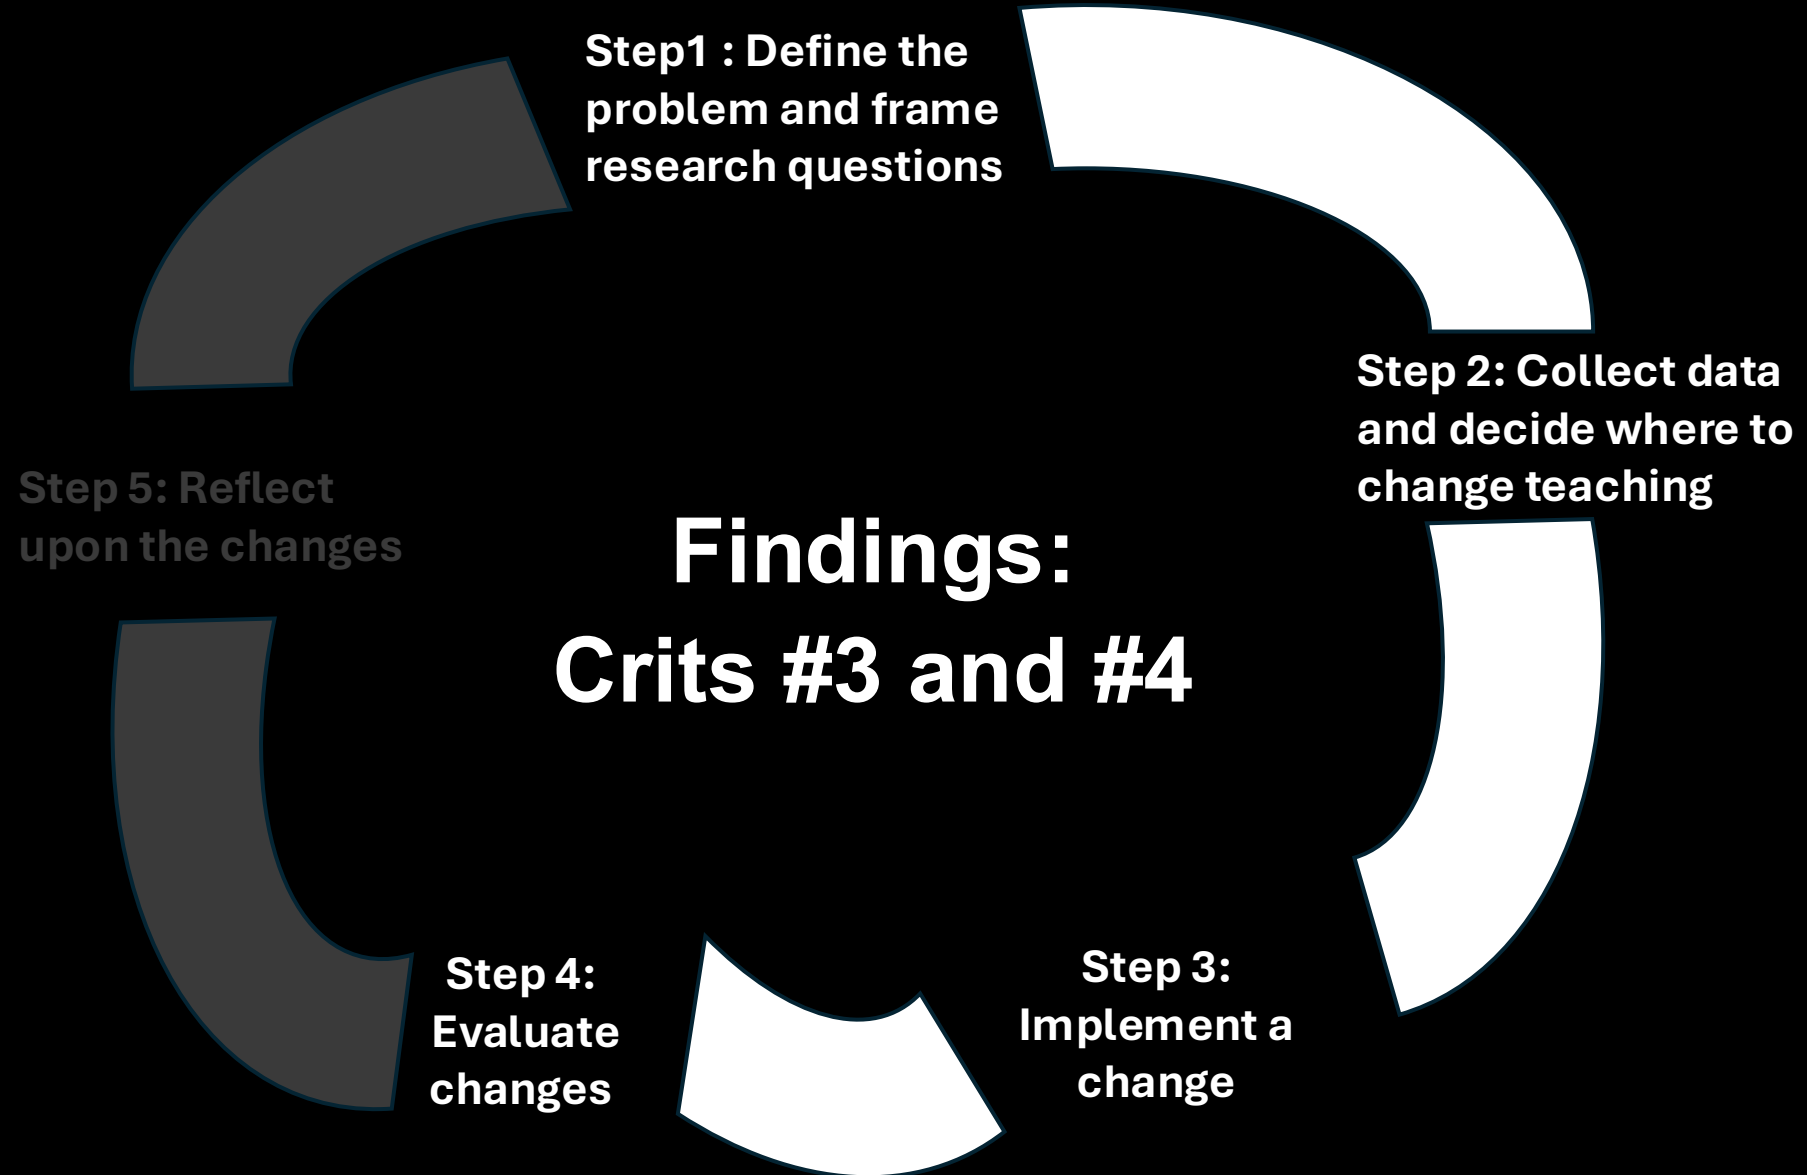 Step1 : Define the
problem and frame
research questions
Step 2: Collect data
and decide where to
change teaching
Step 3:
Implement a
change
Step 4:
Evaluate
changes
Step 5: Reflect
upon the changes
Findings:
Crits #3 and #4